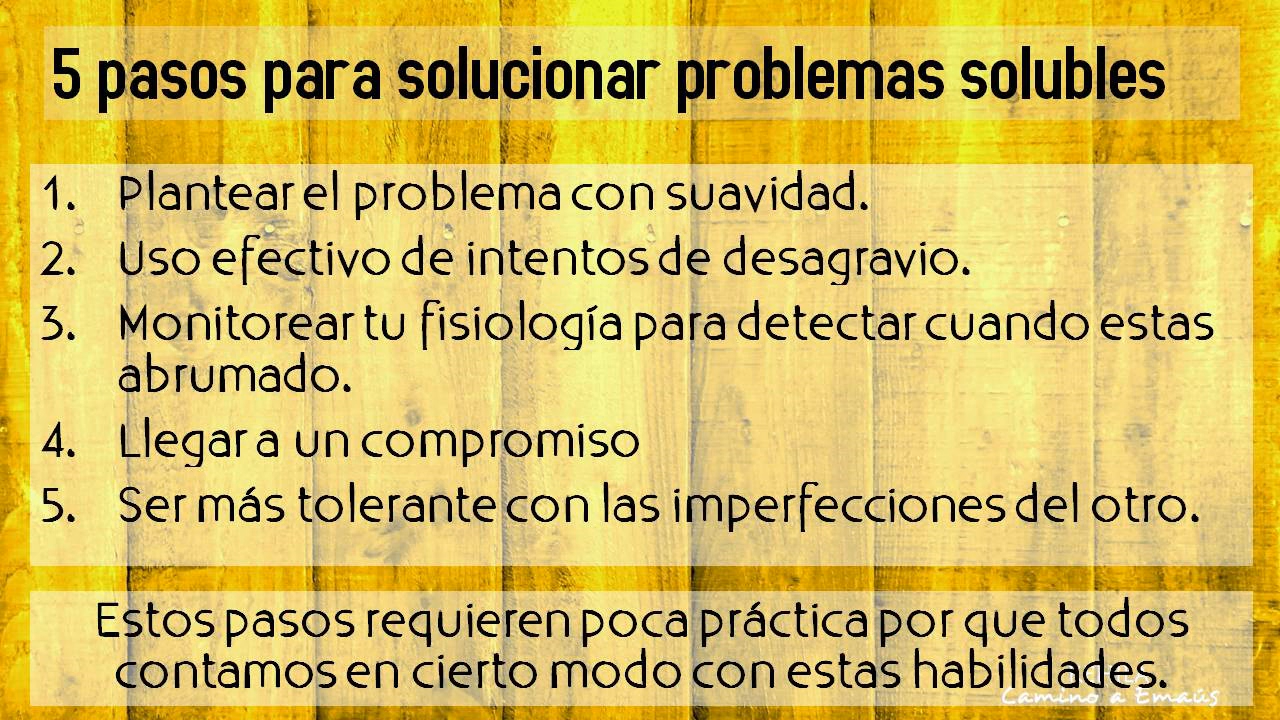 5 pasos para solucionar problemas solubles
1. Plantear el problema con suavidad.
2. Uso efectivo de intentos de desagravio.
3. Monitorear tu fisiología para detectar cuando estas
abrumado.
4. Llegar a un compromiso
5. Ser más tolerante con las imperfecciones del otro.
Estos pasos requieren poca práctica por que todos
contamos en cierto modo con estas habilidades.
Camino a Emaús